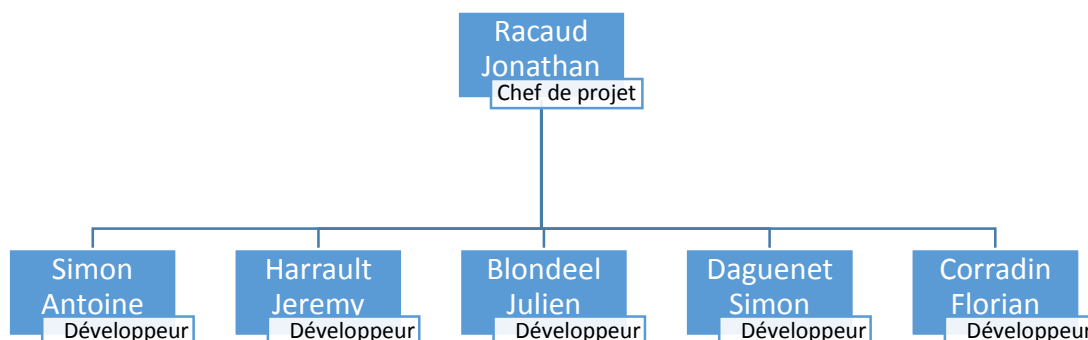 Racaud
Jonathan
Chef de projet
Simon
Antoine
Développeur
Harrault
Jeremy
Développeur
Blondeel
Julien
Développeur
Daguenet
Simon
Développeur
Corradin
Florian
Développeur